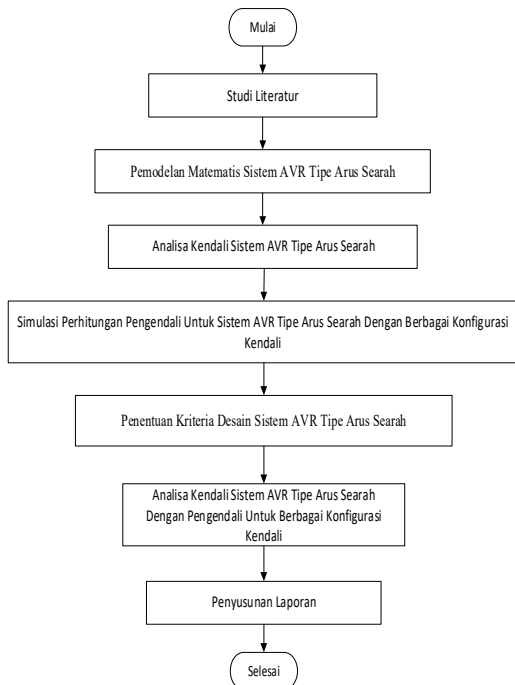 Mulai
Studi Literatur
Pemodelan Matematis Sistem AVR Tipe Arus Searah
Analisa Kendali Sistem AVR Tipe Arus Searah
Simulasi Perhitungan Pengendali Untuk Sistem AVR Tipe Arus Searah Dengan Berbagai Konfigurasi
Kendali
Penentuan Kriteria Desain Sistem AVR Tipe Arus Searah
Analisa Kendali Sistem AVR Tipe Arus Searah
Dengan Pengendali Untuk Berbagai Konfigurasi
Kendali
Penyusunan Laporan
Selesai